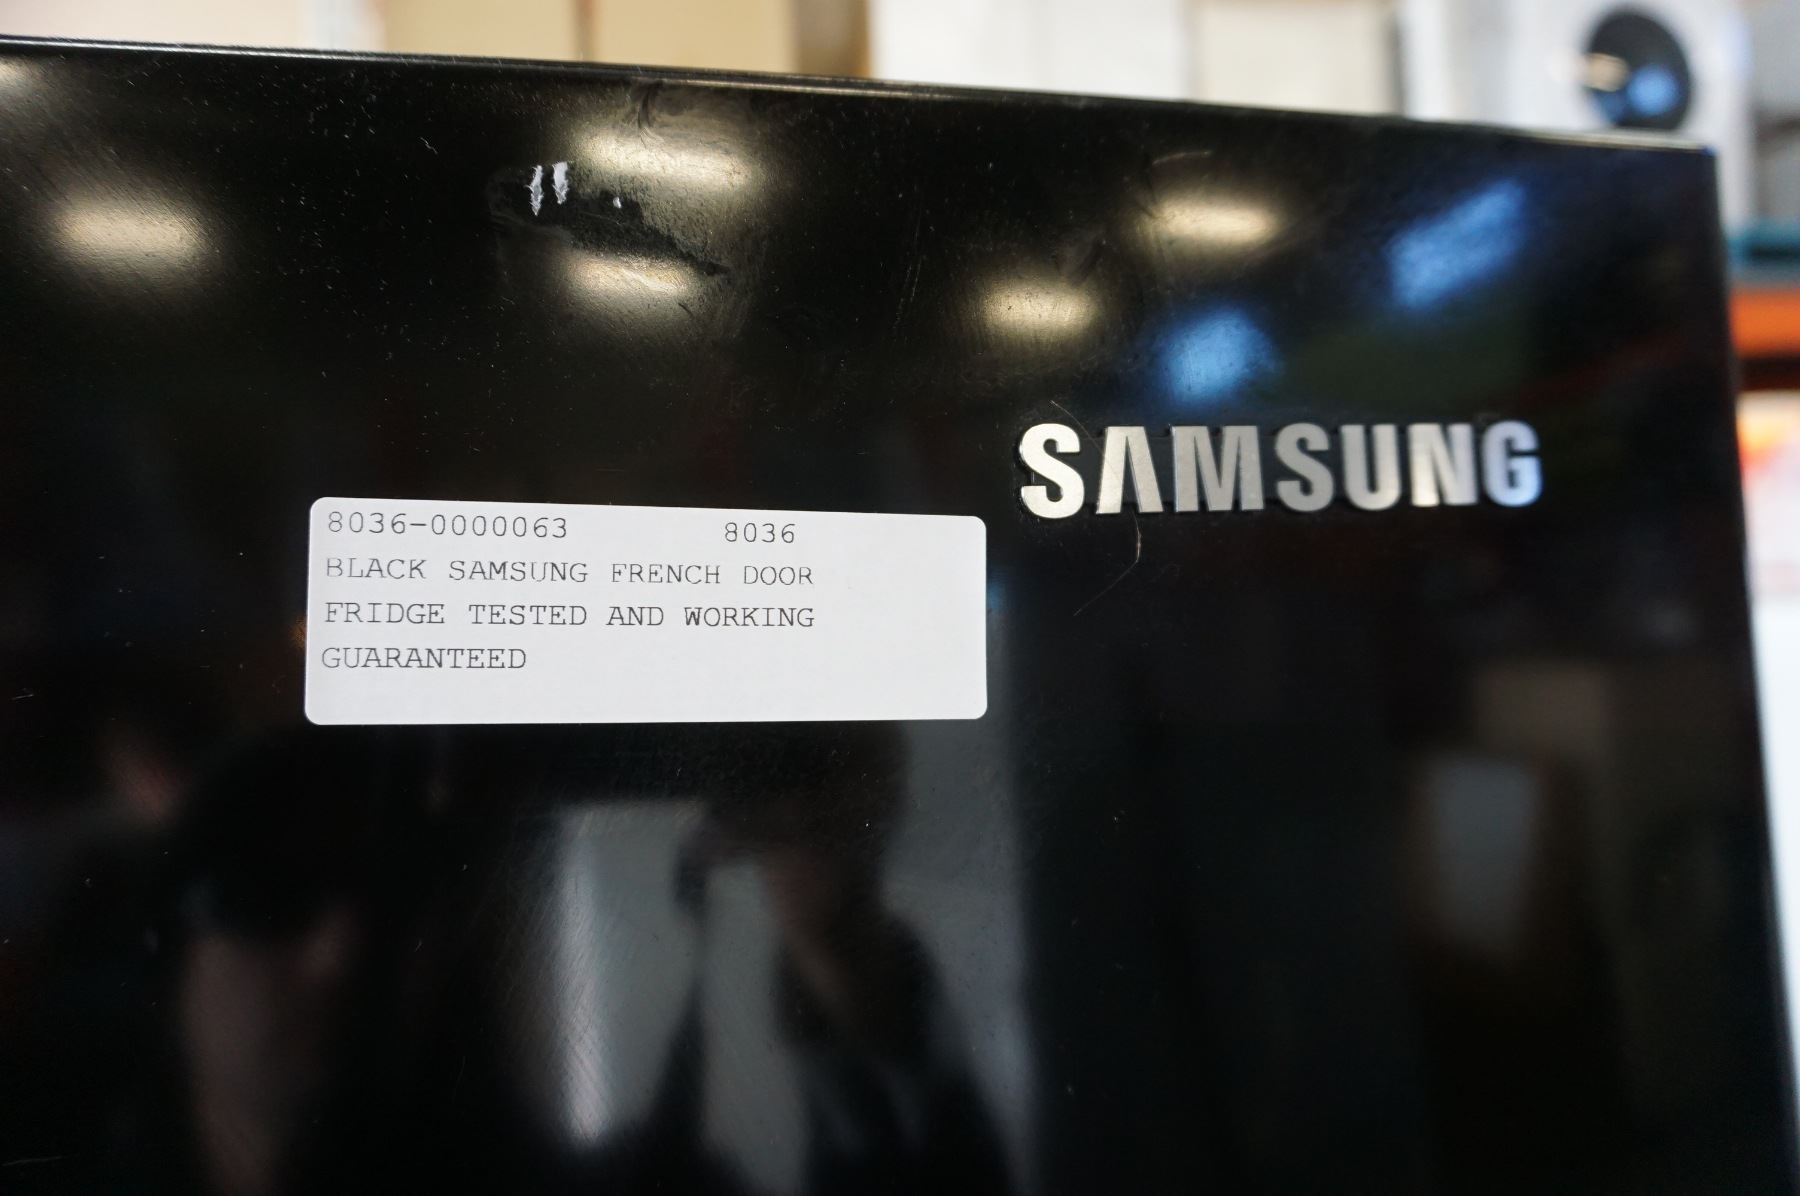 SAMSUNG
8036-0000063 8036
BLACK SAMSUNG FRENCH DOOR
FRIDGE TESTED AND WORKING
GUARANTEED